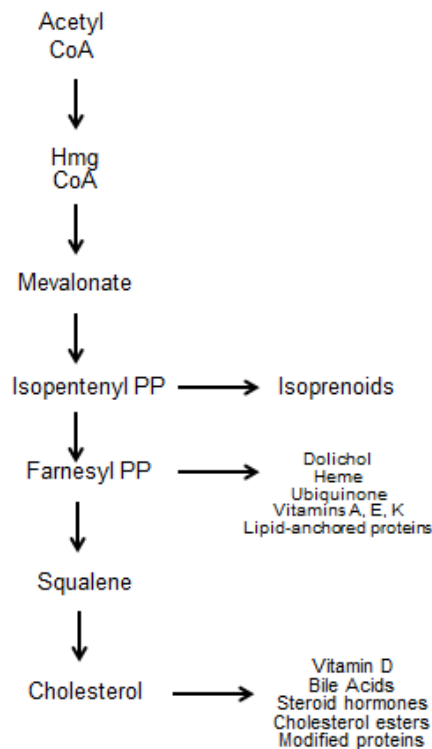 Acetyl
CoA
Hmg
CoA
Mevalonate
Isopentenyl PP
Isoprenoids
Farnesyl PP
Dolichol
Heme
Ubiquinone
Vitamins A, E, K
Lipid-anchored proteins
Squalene
Cholesterol
Vitamin D
Bile Acids
Steroid hormones
Cholesterol esters
Modified proteins